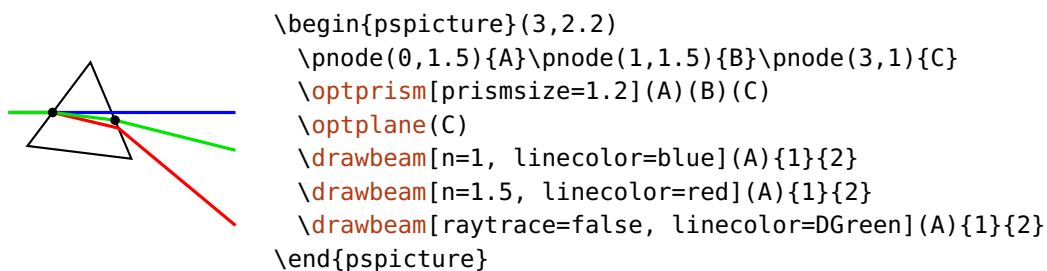 \begin{pspicture}(3,2.2)
\pnode(0,1.5){A}\pnode(1,1.5){B}\pnode(3,1){C}
\optprism[prismsize=1.2](A)(B)(C)
\optplane(C)
\drawbeam[n=1, linecolor=blue](A){1}{2}
\drawbeam[n=1.5, linecolor=red](A){1}{2}
\drawbeam[raytrace=false, linecolor=DGreen](A){1}{2}
\end{pspicture}